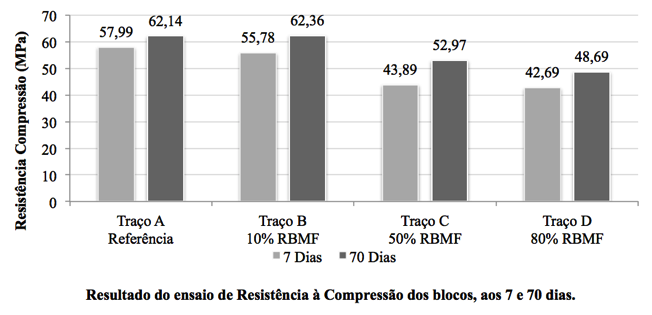 Resistência Compressão (MPa)
70
60
50
40
30
20
10
0
57,99
62,14
55,78
62,36
43,89
52,97
42,69
48,69
Traço A
Referência
Traço B
10% RBMF
Traço C
50% RBMF
Traço D
80% RBMF
7 Dias
70 Dias
Resultado do ensaio de Resistência à Compressão dos blocos, aos 7 e 70 dias.